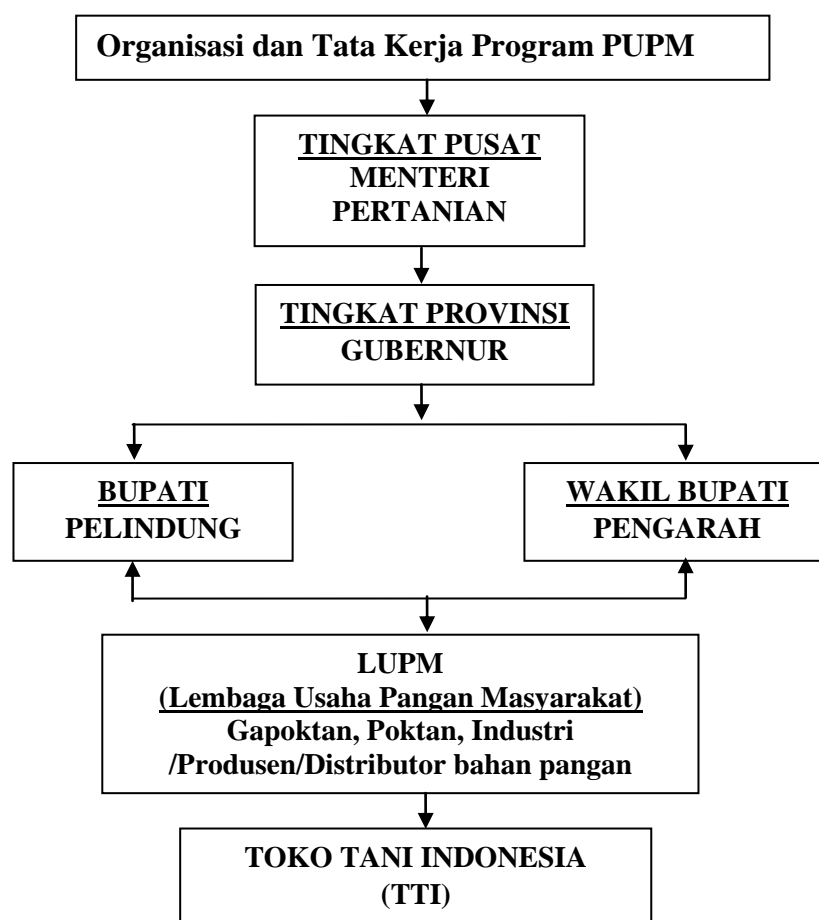 Organisasi dan Tata Kerja Program PUPM
TINGKAT PUSAT
MENTERI
PERTANIAN
TINGKAT PROVINSI
GUBERNUR
BUPATI
PELINDUNG
WAKIL BUPATI
PENGARAH
LUPM
(Lembaga Usaha Pangan Masyarakat)
Gapoktan, Poktan, Industri
/Produsen/Distributor bahan pangan
TOKO TANI INDONESIA
(TTI)